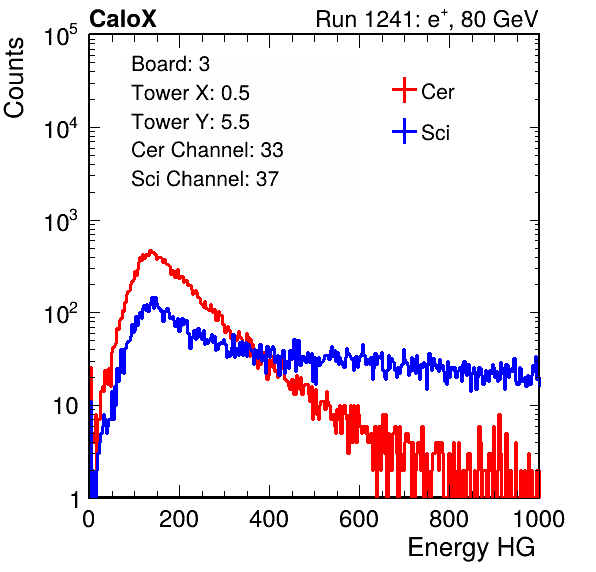 CaloX Run 1241: e⁺, 80 GeV
Counts
Board: 3
Tower X: 0.5
Tower Y: 5.5
Cer Channel: 33
Sci Channel: 37
Cer
Sci
10⁵
10⁴
10³
10²
10
1
0 200 400 600 800 1000
Energy HG